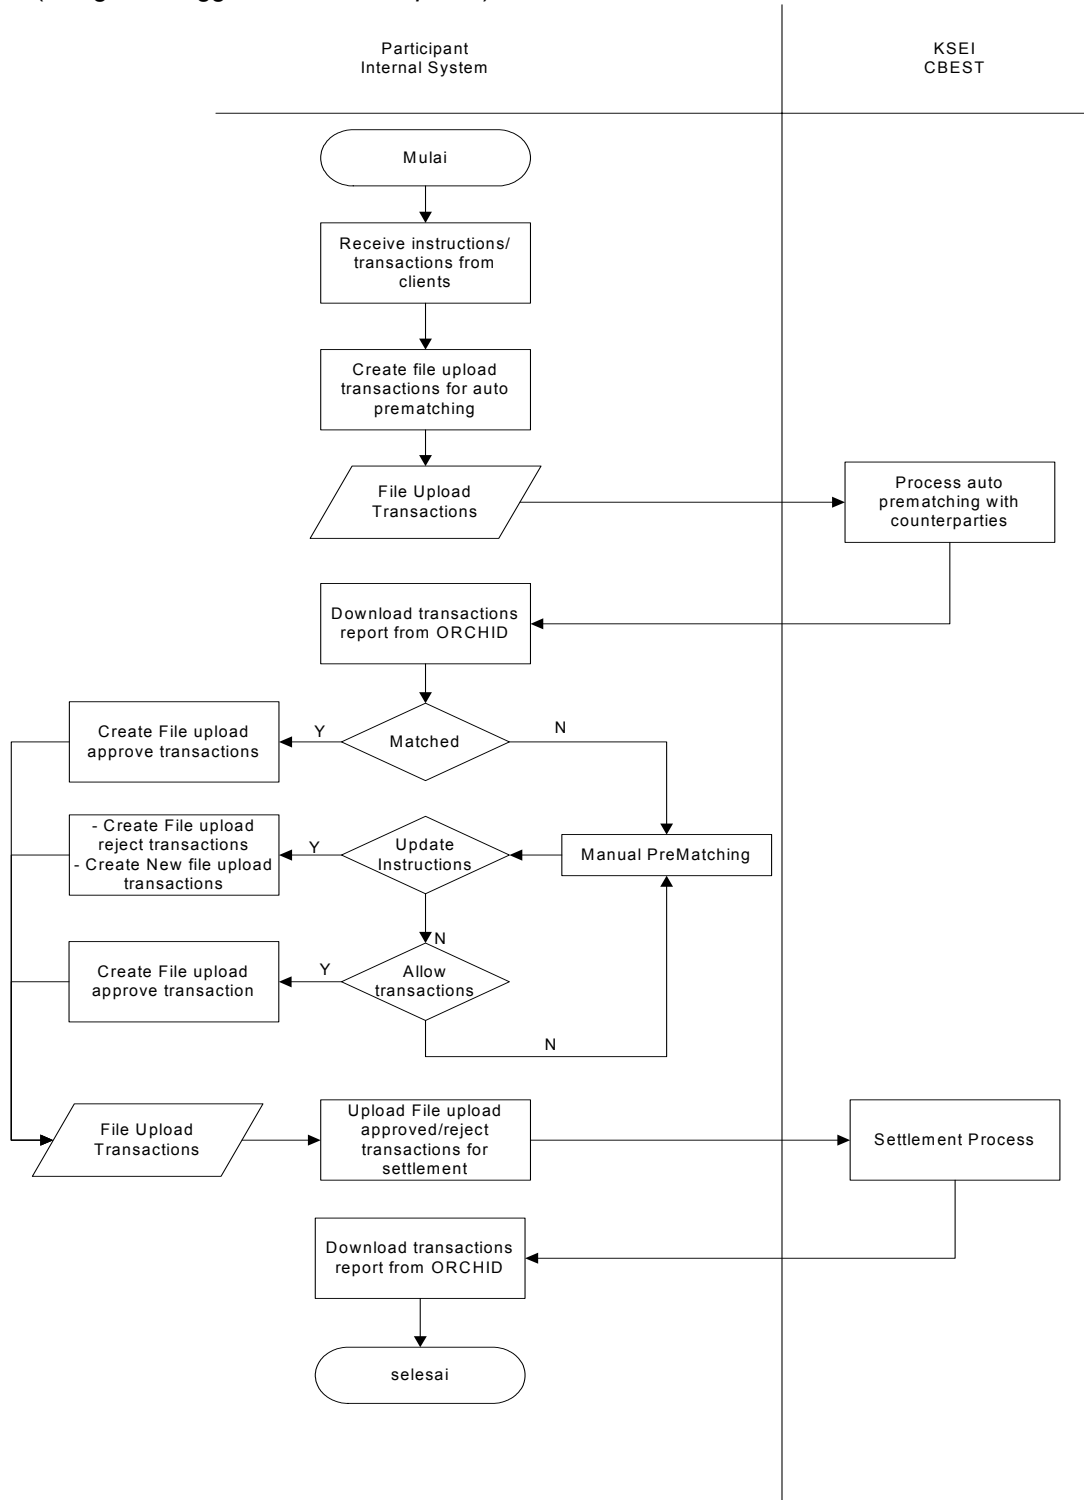 Participant
Internal System
KSEI
CBEST
Mulai
Receive instructions/
transactions from
clients
Create file upload
transactions for auto
prematching
File Upload
Transactions
Process auto
prematching with
counterparties
Download transactions
report from ORCHID
Create File upload
approve transactions
Y
Matched
N
- Create File upload
reject transactions
- Create New file upload
transactions
Y
Update
Instructions
Manual PreMatching
N
Create File upload
approve transaction
Y
Allow
transactions
N
File Upload
Transactions
Upload File upload
approved/reject
transactions for
settlement
Settlement Process
Download transactions
report from ORCHID
selesai